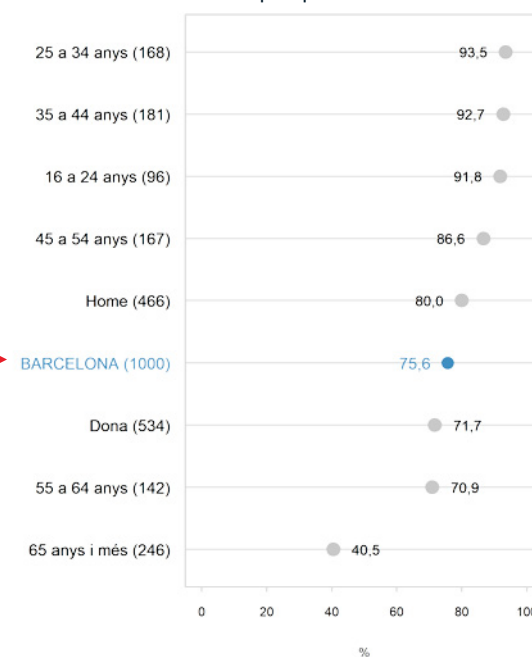 25 a 34 anys (168) 93,5
35 a 44 anys (181) 92,7
16 a 24 anys (96) 91,8
45 a 54 anys (167) 86,6
Home (466) 80,0
BARCELONA (1000) 75,6
Dona (534) 71,7
55 a 64 anys (142) 70,9
65 anys i més (246) 40,5
0 20 40 60 80
%